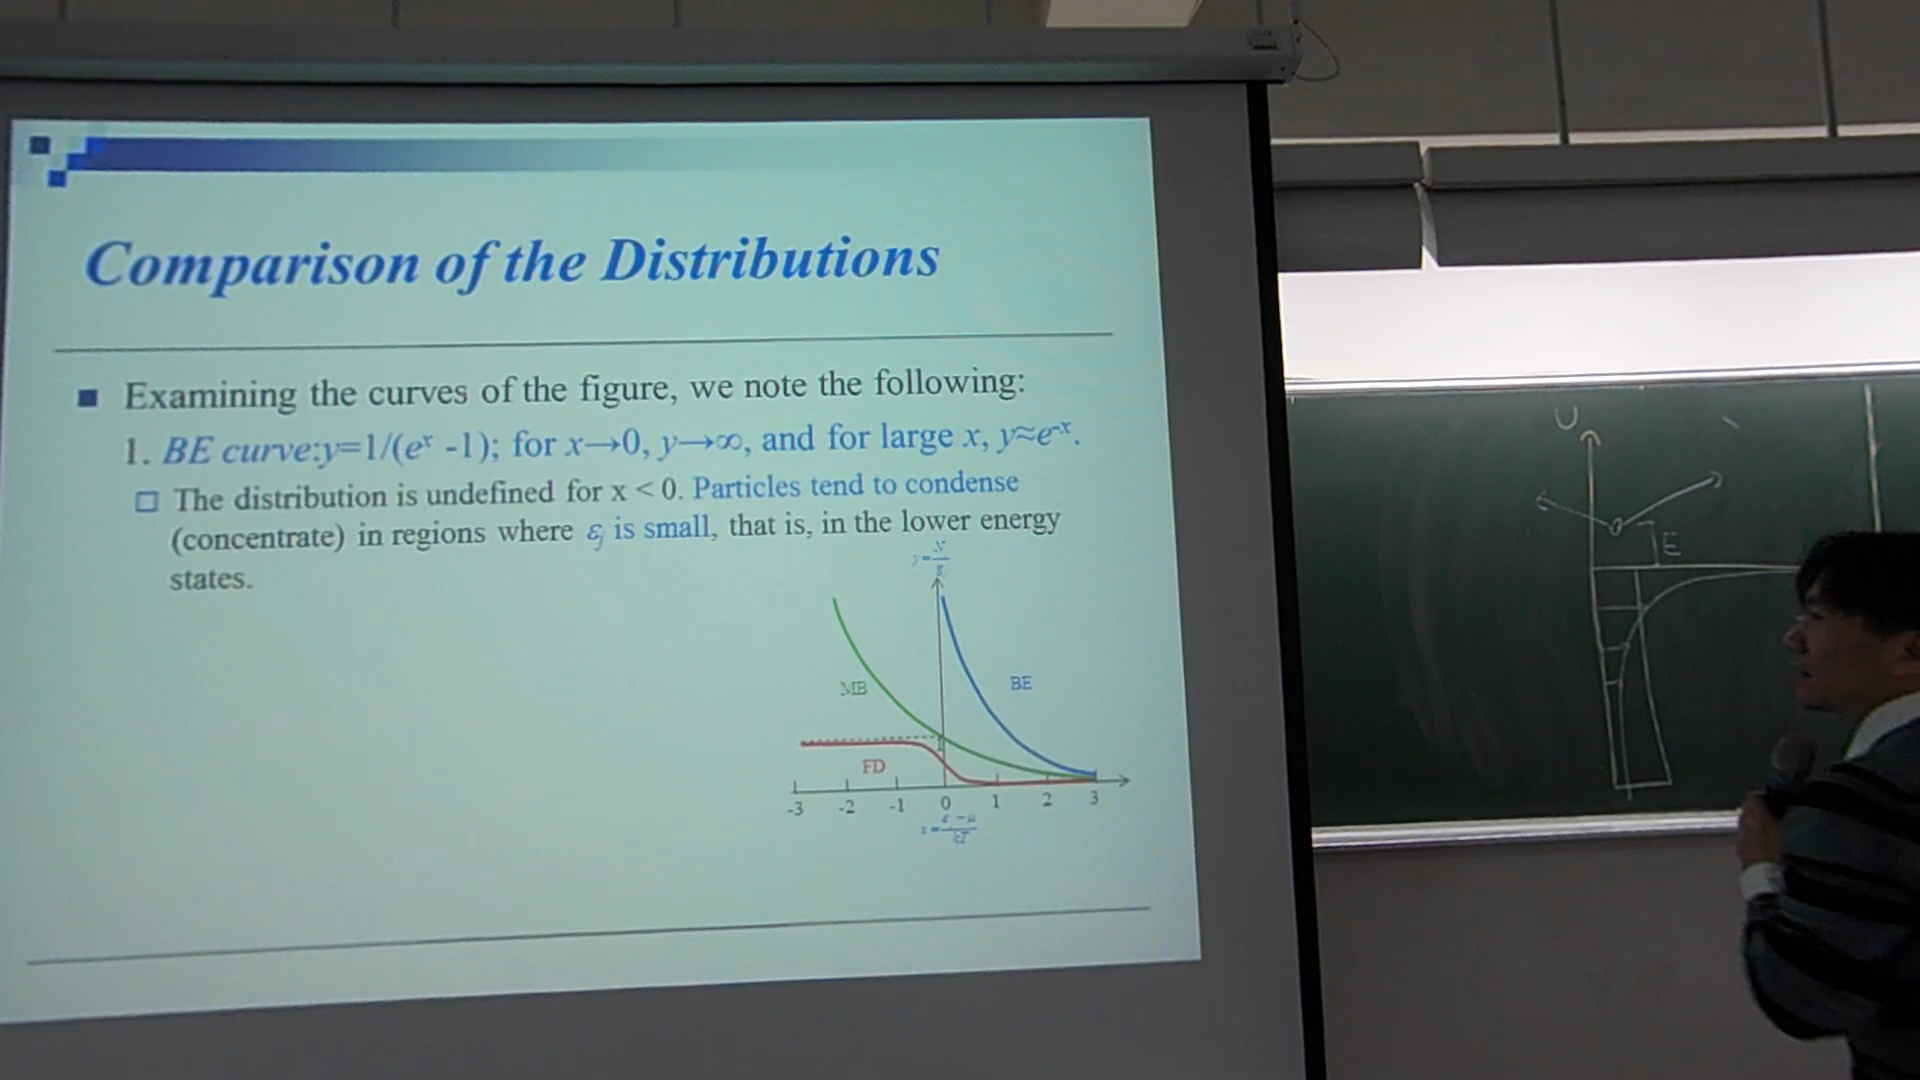 Comparison of the Distributions
Examining the curves of the figure, we note the following:
1. BE curve:y=1/(eˣ -1); for x→0, y→∞, and for large x, y≈e⁻ˣ.
The distribution is undefined for x < 0. Particles tend to condense
(concentrate) in regions where εⱼ is small, that is, in the lower energy
states.
MB
BE
FD
-3 -2 -1 0 1 2 3
U
E